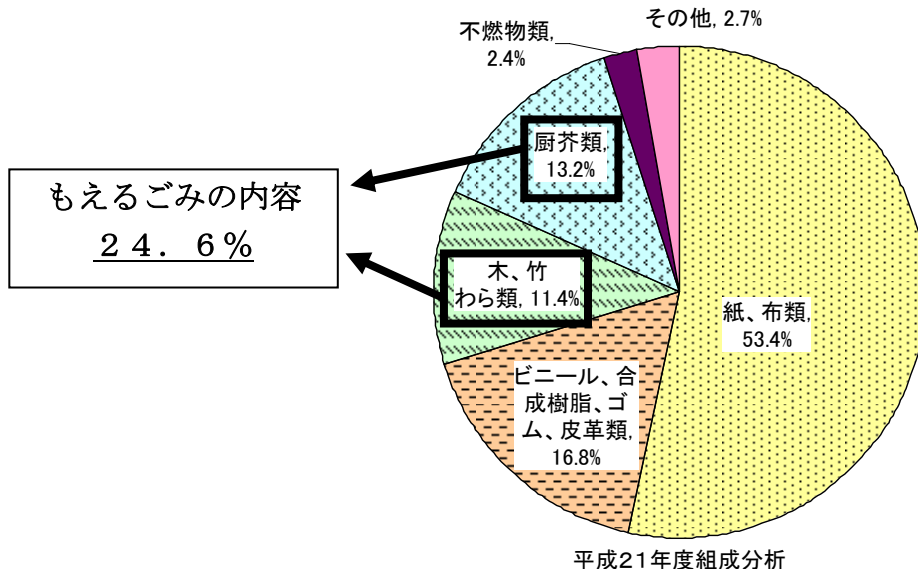 その他, 2.7%
不燃物類,
2.4%
厨芥類,
13.2%
もえるごみの内容
２４．６%
木、竹
わら類, 11.4%
紙、布類,
53.4%
ビニール、合
成樹脂、ゴ
ム、皮革類,
16.8%
平成21年度組成分析